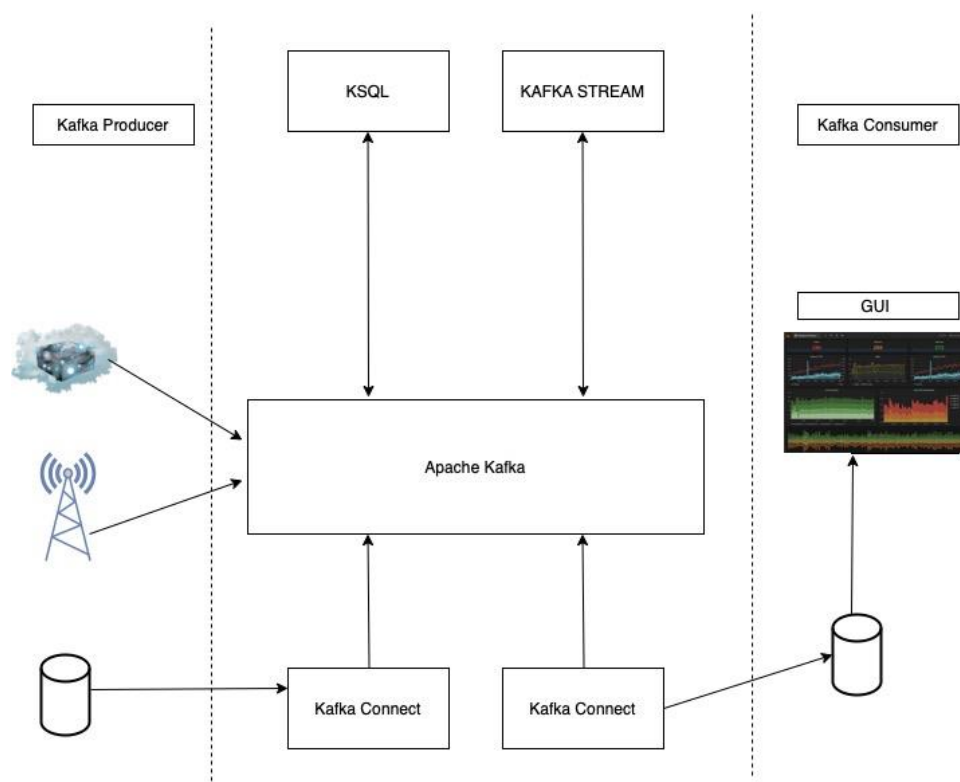 KSQL
KAFKA STREAM
Kafka Producer
Kafka Consumer
GUI
Apache Kafka
Kafka Connect
Kafka Connect